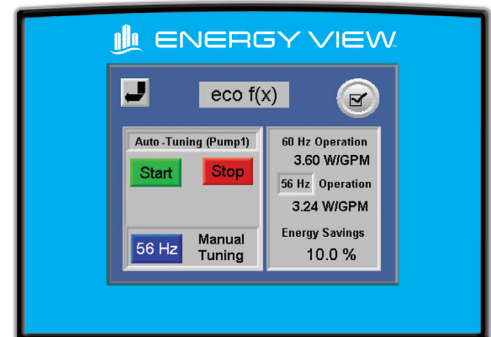 ENERGY VIEW
eco f(x)
Auto-Tuning (Pump1)
Start
Stop
56 Hz
Manual
Tuning
60 Hz Operation
3.60 W/GPM
56 Hz Operation
3.24 W/GPM
Energy Savings
10.0 %